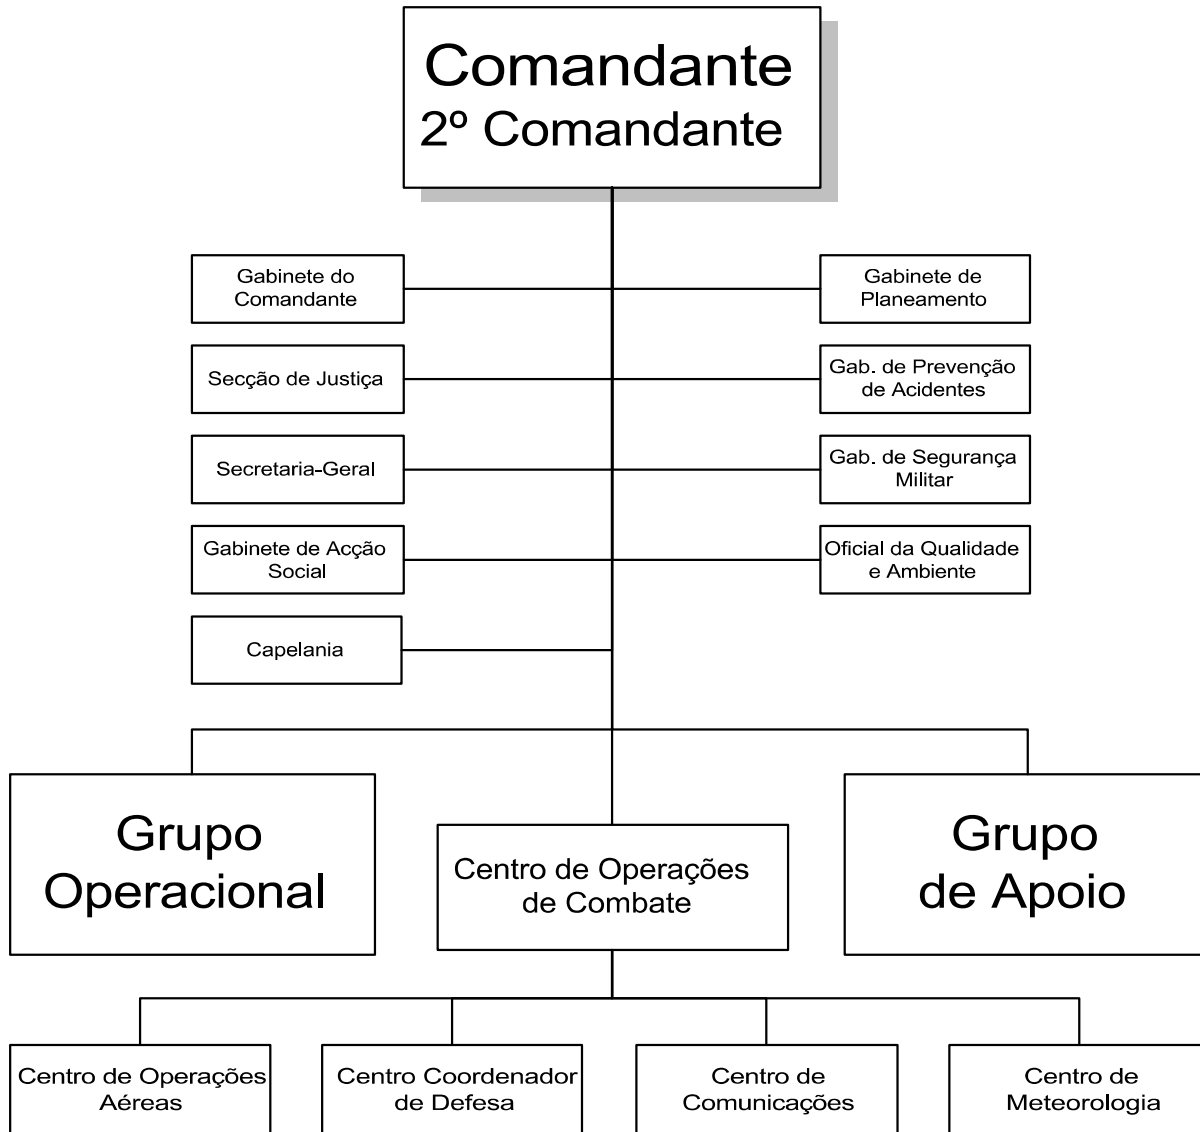 Comandante
2º Comandante
Gabinete do
Comandante
Gabinete de
Planeamento
Secção de Justiça
Gab. de Prevenção
de Acidentes
Secretaria-Geral
Gab. de Segurança
Militar
Gabinete de Acção
Social
Oficial da Qualidade
e Ambiente
Capelania
Grupo
Operacional
Centro de Operações
de Combate
Grupo
de Apoio
Centro de Operações
Aéreas
Centro Coordenador
de Defesa
Centro de
Comunicações
Centro de
Meteorologia